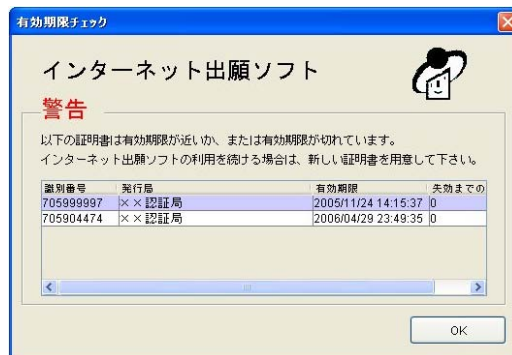 有効期限チェック
インターネット出願ソフト
警告
以下の証明書は有効期限が近いか、または有効期限が切れています。
インターネット出願ソフトの利用を続ける場合は、新しい証明書を用意して下さい。
識別番号 発行局 有効期限 失効までの
705999997 ××認証局 2005/11/24 14:15:37 0
705904474 ××認証局 2006/04/29 23:49:35 0
OK